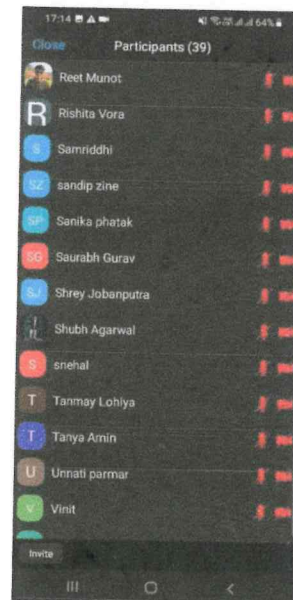 17:14 64%
Close Participants (39)
Reet Munot
R Rishita Vora
S Samriddhi
SZ sandip zine
SP Sanika phatak
SG Saurabh Gurav
SJ Shrey Jobanputra
Shubh Agarwal
S snehal
T Tanmay Lohiya
T Tanya Amin
U Unnati parmar
V Vinit
Invite